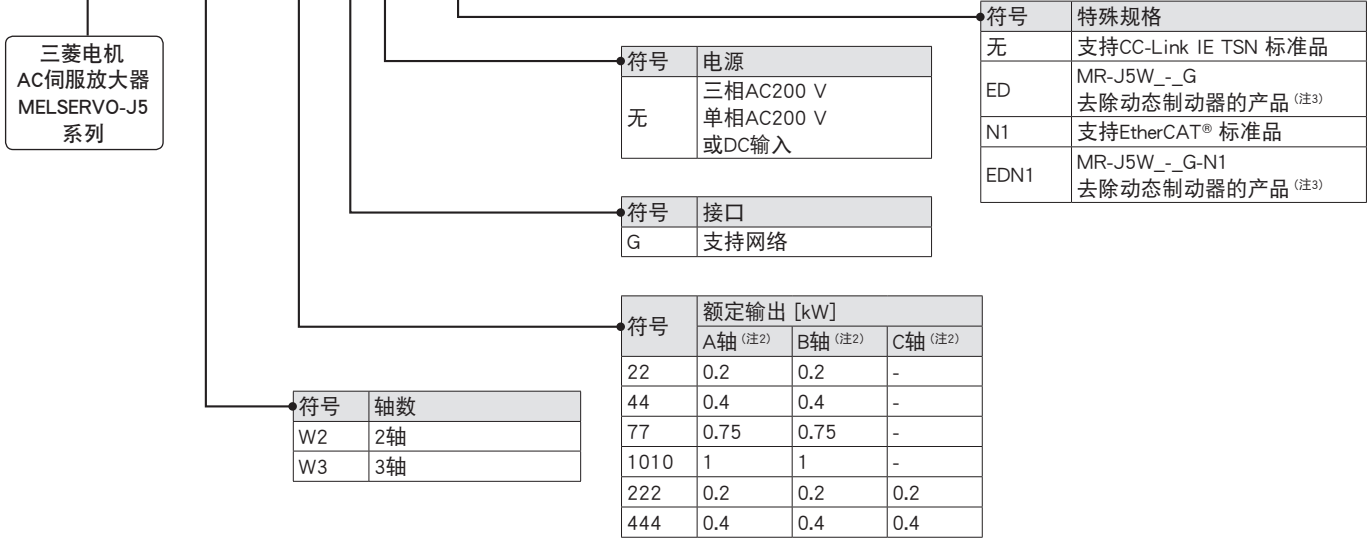 三菱电机
AC伺服放大器
MELSERVO-J5
系列
符号 特殊规格
无 支持CC-Link IE TSN 标准品
ED MR-J5W_-_G
去除动态制动器的产品 (注3)
N1 支持EtherCAT® 标准品
EDN1 MR-J5W_-_G-N1
去除动态制动器的产品 (注3)
符号 电源
无 三相AC200 V
单相AC200 V
或DC输入
符号 接口
G 支持网络
符号 额定输出 [kW]
A轴 (注2) B轴 (注2) C轴 (注2)
22 0.2 0.2 -
44 0.4 0.4 -
77 0.75 0.75 -
1010 1 1 -
222 0.2 0.2 0.2
444 0.4 0.4 0.4
符号 轴数
W2 2轴
W3 3轴